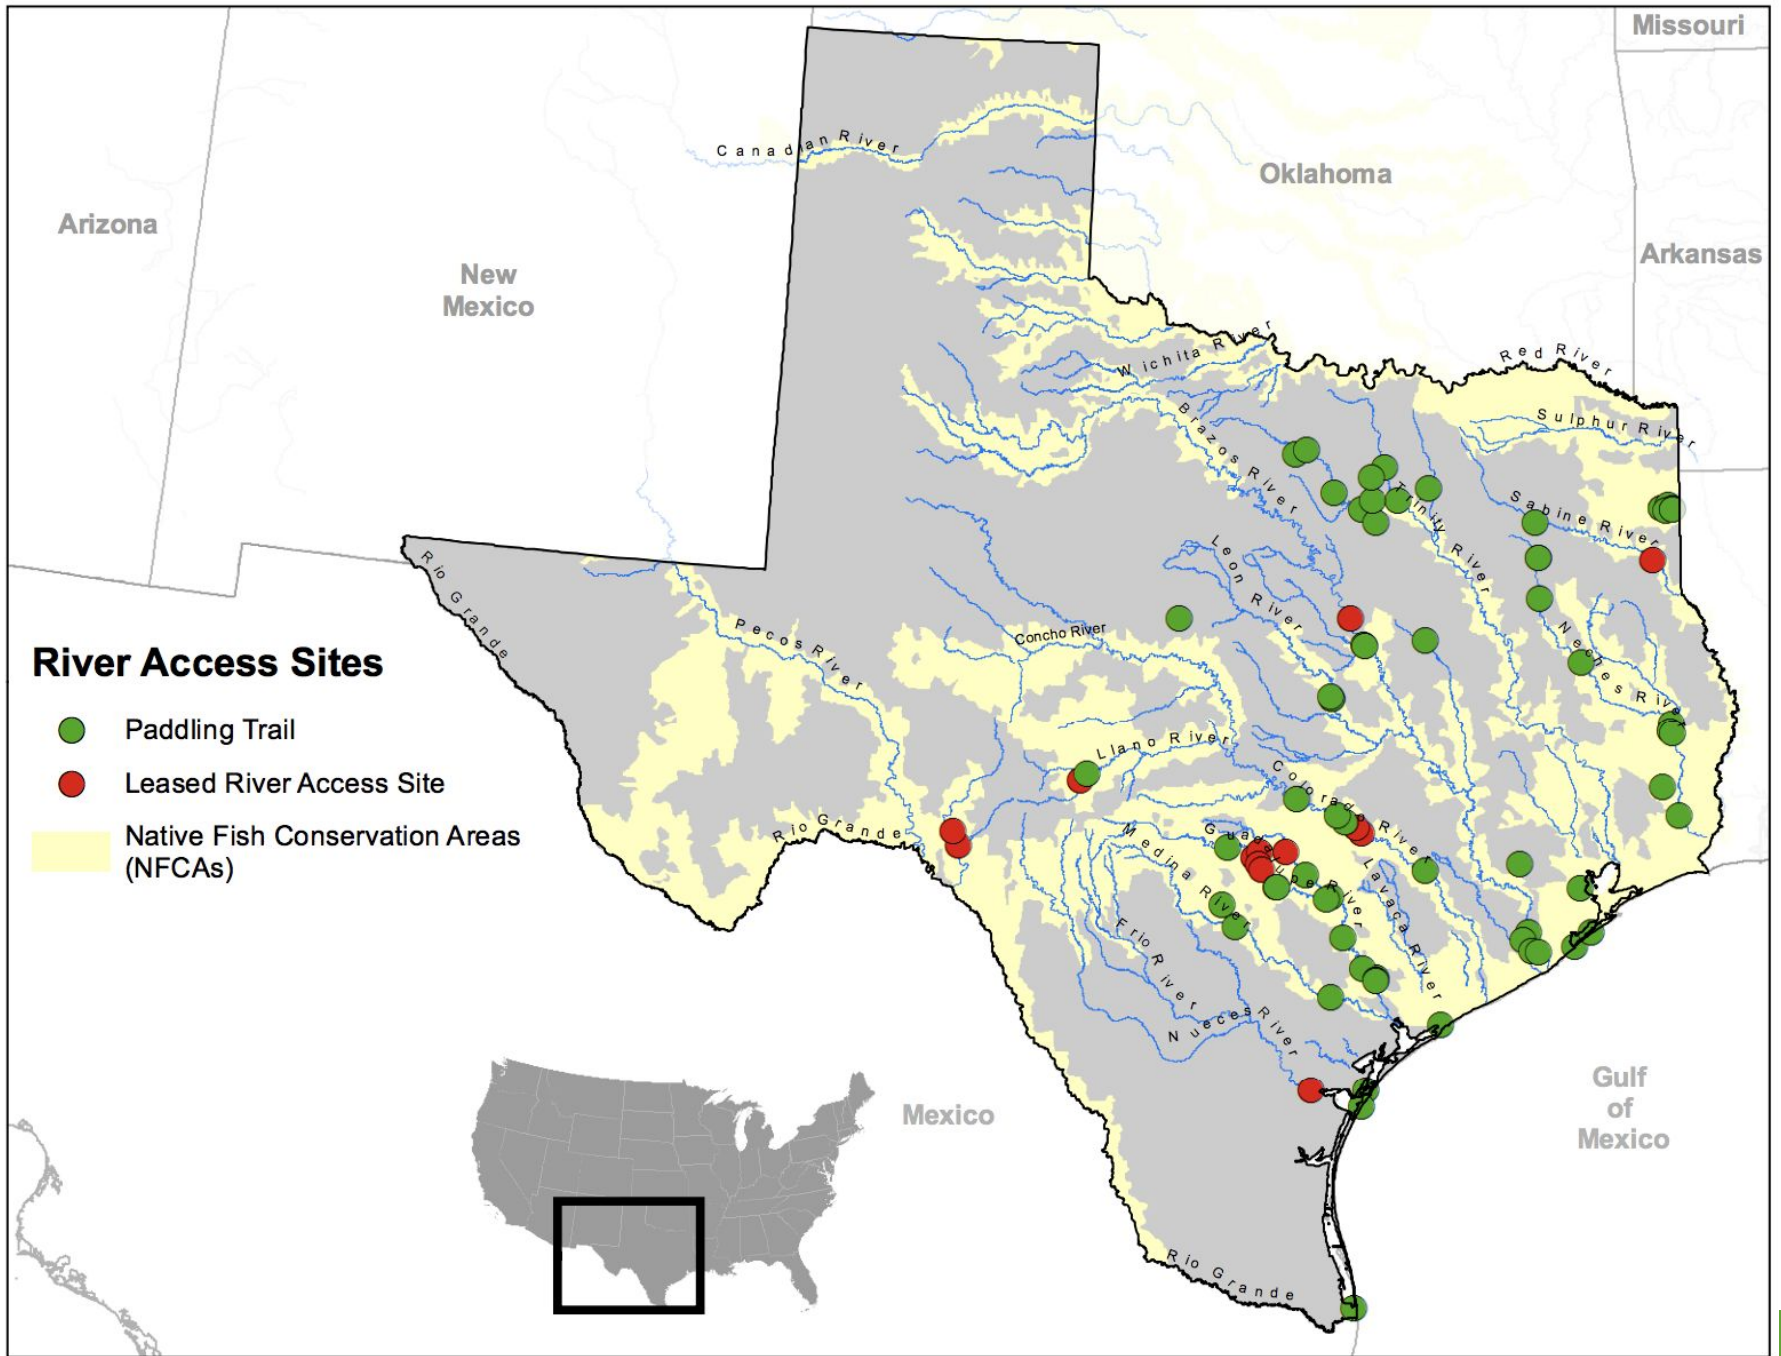 Missouri
Canadian River
Oklahoma
Arizona
Arkansas
New
Mexico
Wichita River
Red River
Sulphur River
Brazos River
Trinity River
Sabine River
Rio Grande
Leon River
Pecos River
Concho River
Neches River
River Access Sites
Paddling Trail
Leased River Access Site
Native Fish Conservation Areas
(NFCAs)
Llano River
Colorado River
Rio Grande
Medina River
Guadalupe River
Lavaca River
Frio River
Nueces River
Mexico
Gulf
of
Mexico
Rio Grande